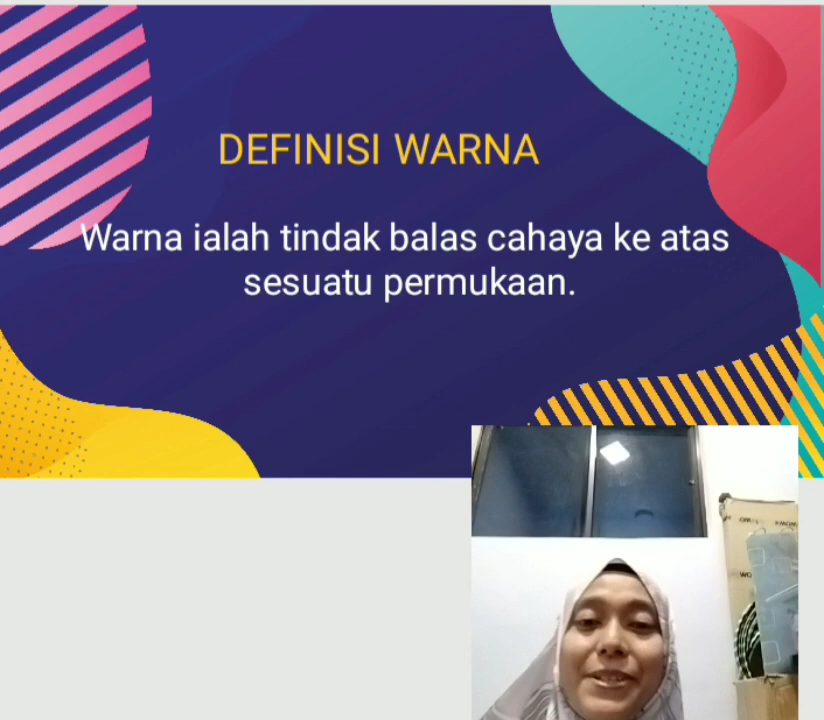 DEFINISI WARNA
Warna ialah tindak balas cahaya ke atas
sesuatu permukaan.